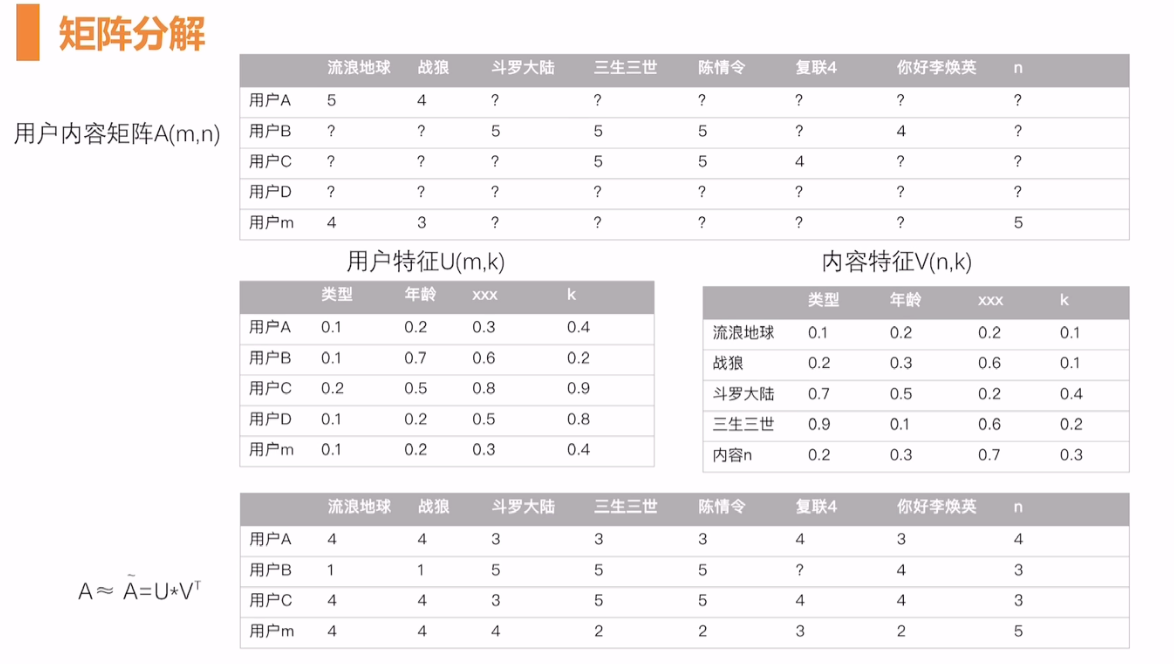 矩阵分解
流浪地球 战狼 斗罗大陆 三生三世 陈情令 复联4 你好李焕英 n
用户A 5 4 ? ? ? ? ? ?
用户内容矩阵A(m,n)
用户B ? ? 5 5 5 ? 4 ?
用户C ? ? ? 5 5 4 ? ?
用户D ? ? ? ? ? ? ? ?
用户m 4 3 ? ? ? ? ? 5
用户特征U(m,k)
类型 年龄 xxx k
用户A 0.1 0.2 0.3 0.4
用户B 0.1 0.7 0.6 0.2
用户C 0.2 0.5 0.8 0.9
用户D 0.1 0.2 0.5 0.8
用户m 0.1 0.2 0.3 0.4
内容特征V(n,k)
类型 年龄 xxx k
流浪地球 0.1 0.2 0.2 0.1
战狼 0.2 0.3 0.6 0.1
斗罗大陆 0.7 0.5 0.2 0.4
三生三世 0.9 0.1 0.6 0.2
内容n 0.2 0.3 0.7 0.3
流浪地球 战狼 斗罗大陆 三生三世 陈情令 复联4 你好李焕英 n
用户A 4 4 3 3 3 4 3 4
用户B 1 1 5 5 5 ? 4 3
A≈ Ã=U*Vᵀ
用户C 4 4 3 5 5 4 4 3
用户m 4 4 4 2 2 3 2 5